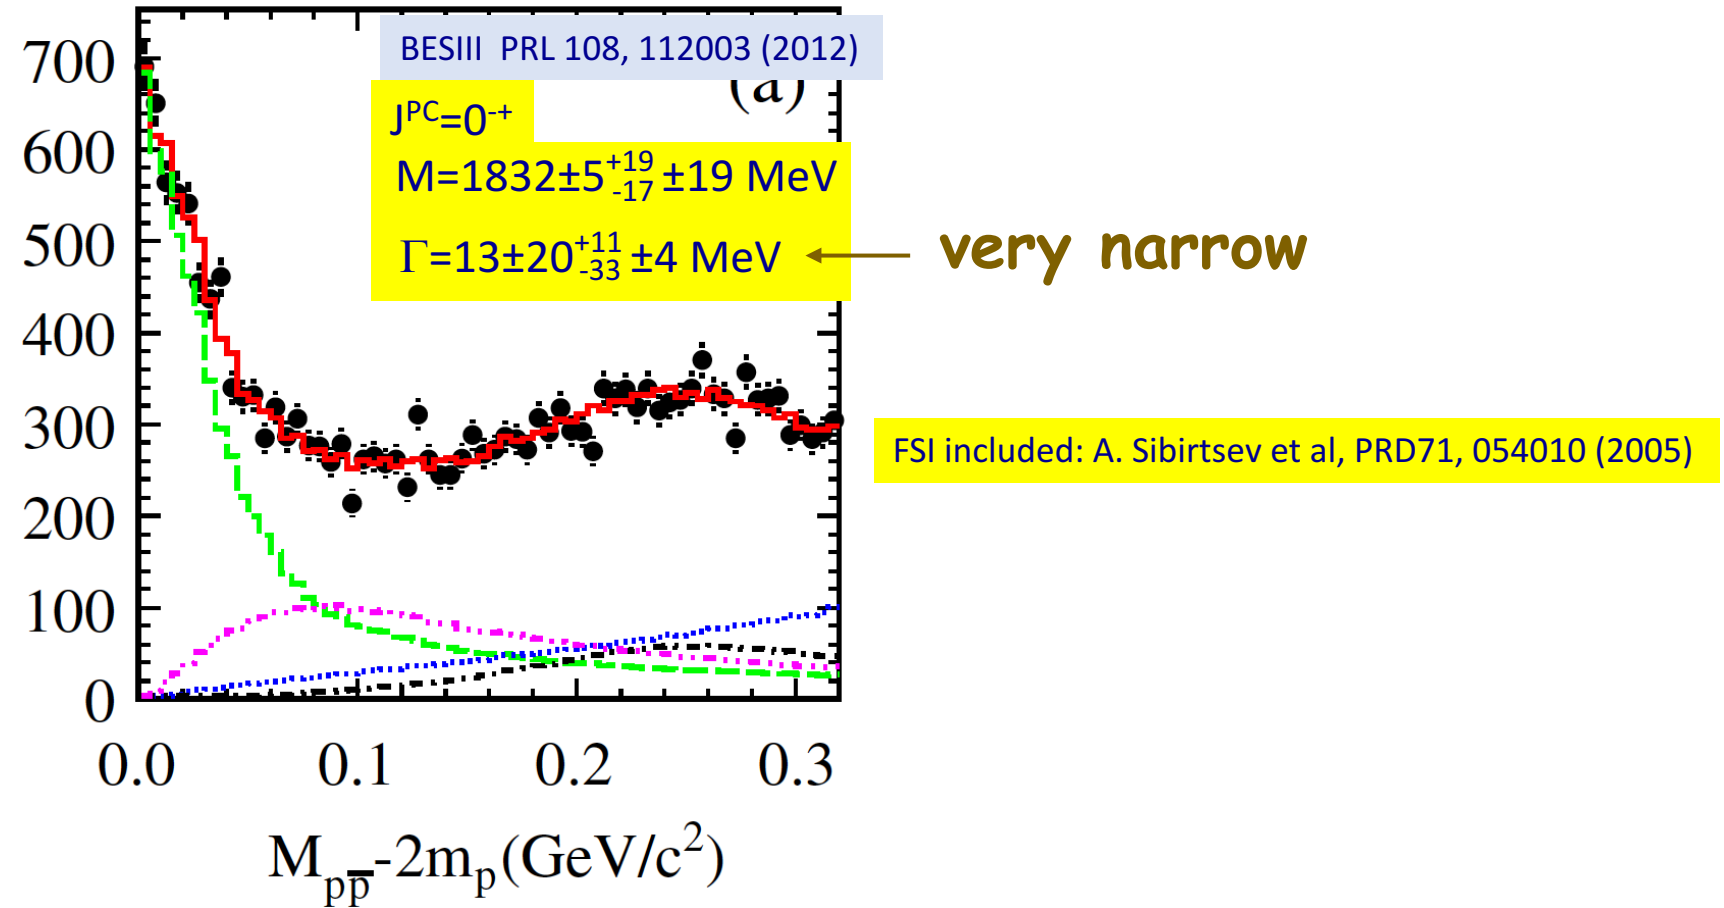 BESIII PRL 108, 112003 (2012)
(a)
J^PC=0^-+
M=1832±5^+19_-17 ±19 MeV
Γ=13±20^+11_-33 ±4 MeV
very narrow
FSI included: A. Sibirtsev et al, PRD71, 054010 (2005)
700
600
500
400
300
200
100
0
0.0 0.1 0.2 0.3
M_pp̅-2m_p(GeV/c²)